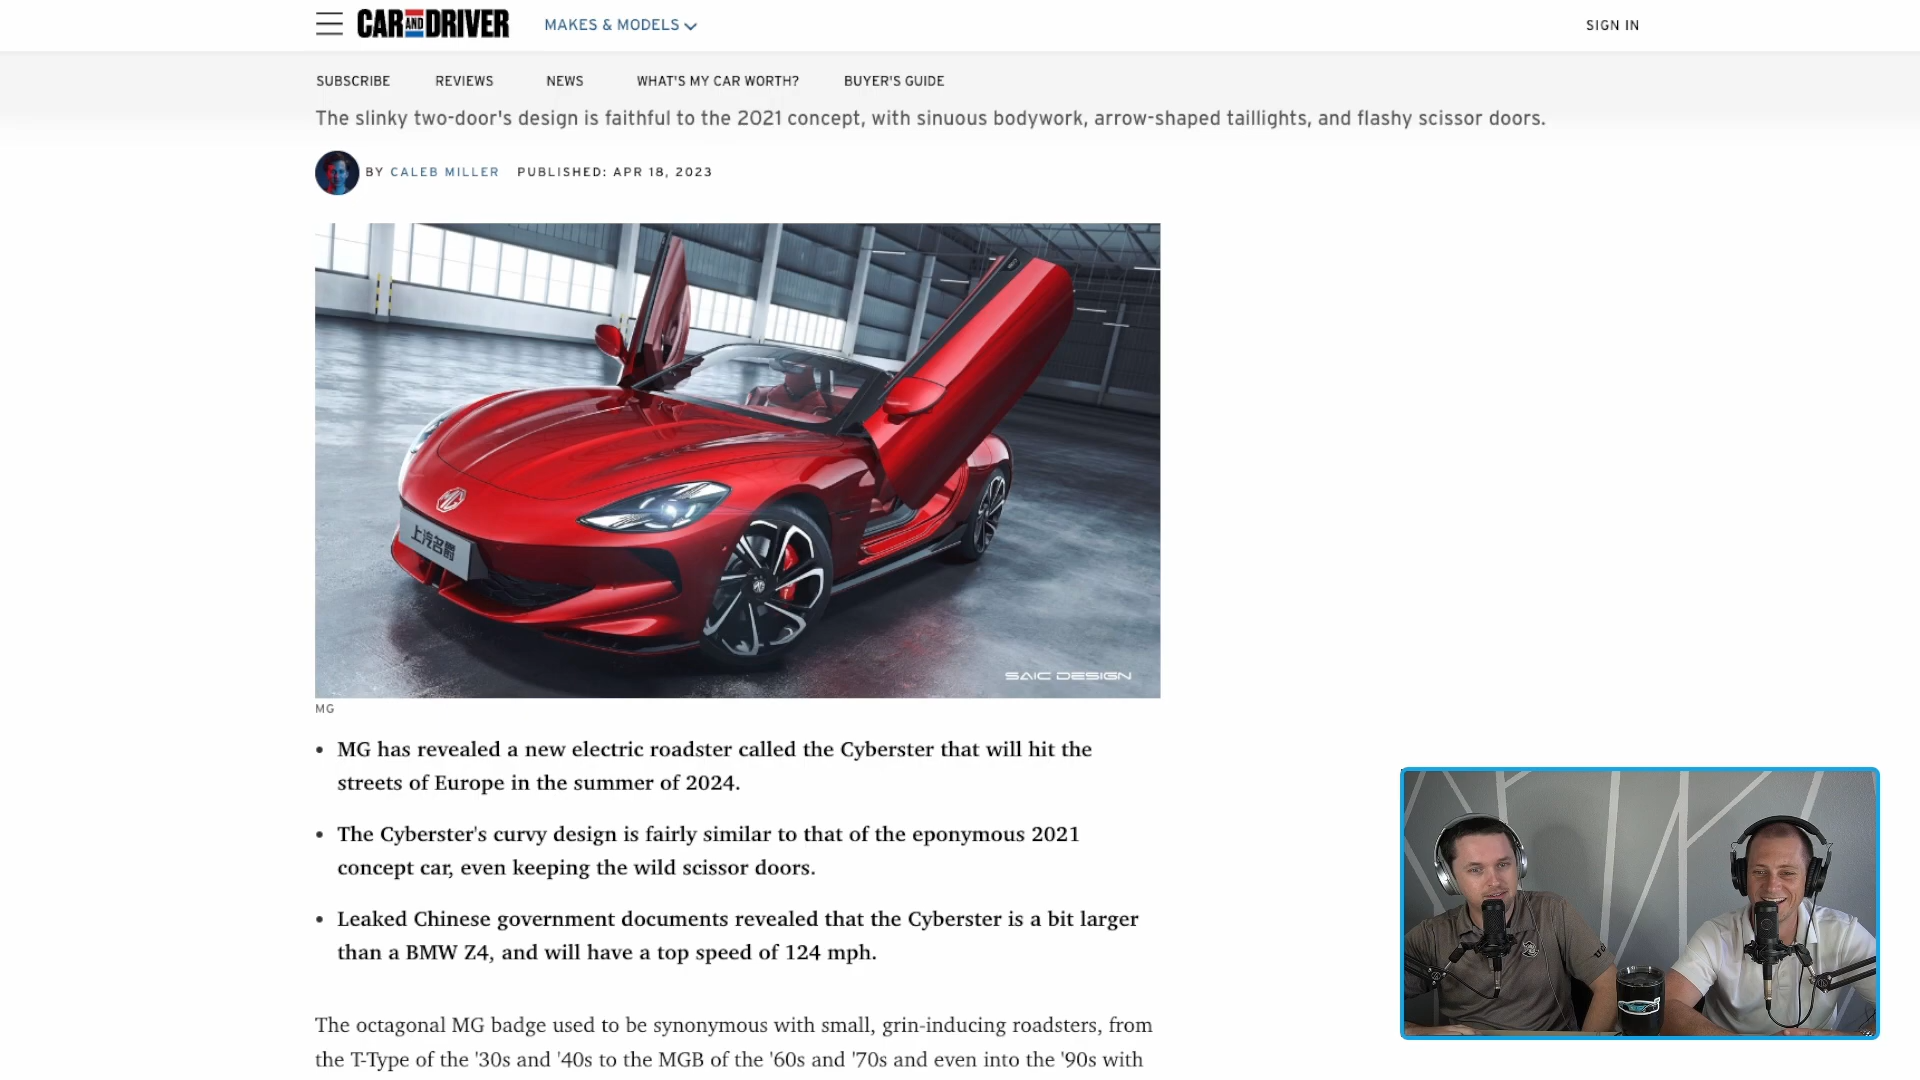 CAR AND DRIVER
MAKES & MODELS
SIGN IN
SUBSCRIBE
REVIEWS
NEWS
WHAT'S MY CAR WORTH?
BUYER'S GUIDE
The slinky two-door's design is faithful to the 2021 concept, with sinuous bodywork, arrow-shaped taillights, and flashy scissor doors.
BY CALEB MILLER PUBLISHED: APR 18, 2023
MG
上汽名爵
SAIC DESIGN
MG
• MG has revealed a new electric roadster called the Cyberster that will hit the
streets of Europe in the summer of 2024.
• The Cyberster's curvy design is fairly similar to that of the eponymous 2021
concept car, even keeping the wild scissor doors.
• Leaked Chinese government documents revealed that the Cyberster is a bit larger
than a BMW Z4, and will have a top speed of 124 mph.
The octagonal MG badge used to be synonymous with small, grin-inducing roadsters, from
the T-Type of the '30s and '40s to the MGB of the '60s and '70s and even into the '90s with